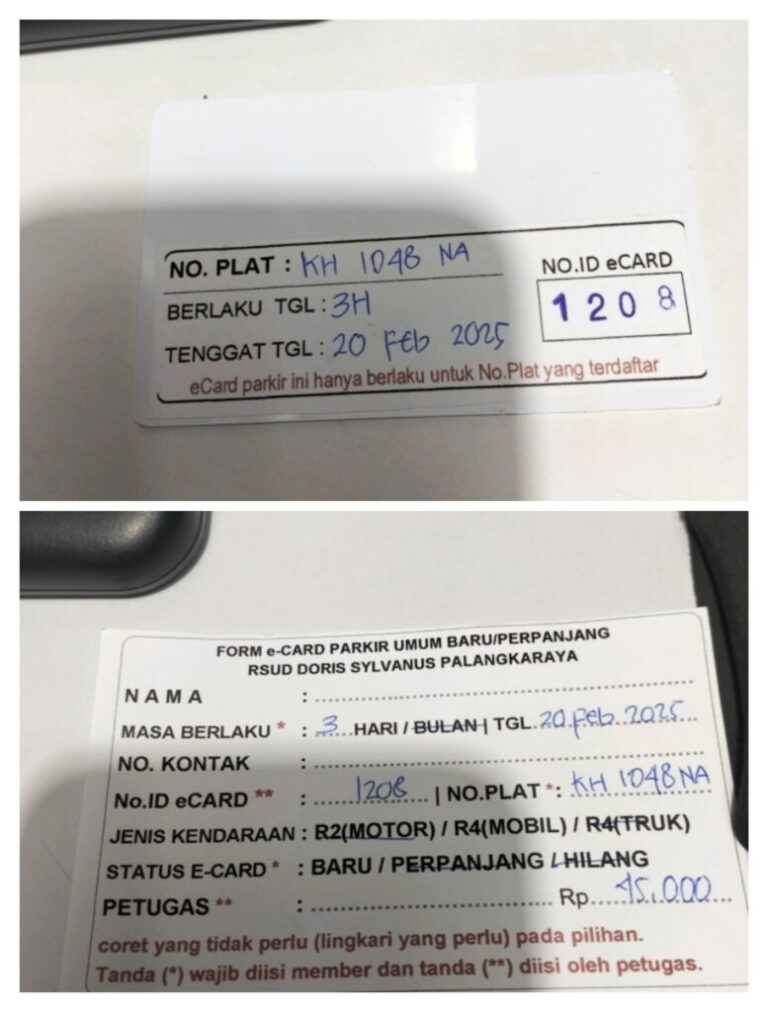 NO. PLAT : KH 1048 NA
NO.ID eCARD
BERLAKU TGL : 3H
1208
TENGGAT TGL : 20 Feb 2025
eCard parkir ini hanya berlaku untuk No.Plat yang terdaftar
FORM e-CARD PARKIR UMUM BARU/PERPANJANG
RSUD DORIS SYLVANUS PALANGKARAYA
NAMA : ....................
MASA BERLAKU * : 3 HARI / BULAN | TGL 20 Feb 2025
NO. KONTAK : ....................
No.ID eCARD ** : 1208 | NO.PLAT *: KH 1048 NA
JENIS KENDARAAN : R2(MOTOR) / R4(MOBIL) / R4(TRUK)
STATUS E-CARD * : BARU / PERPANJANG / HILANG
PETUGAS ** : .................... Rp. 45.000
coret yang tidak perlu (lingkari yang perlu) pada pilihan.
Tanda (*) wajib diisi member dan tanda (**) diisi oleh petugas.